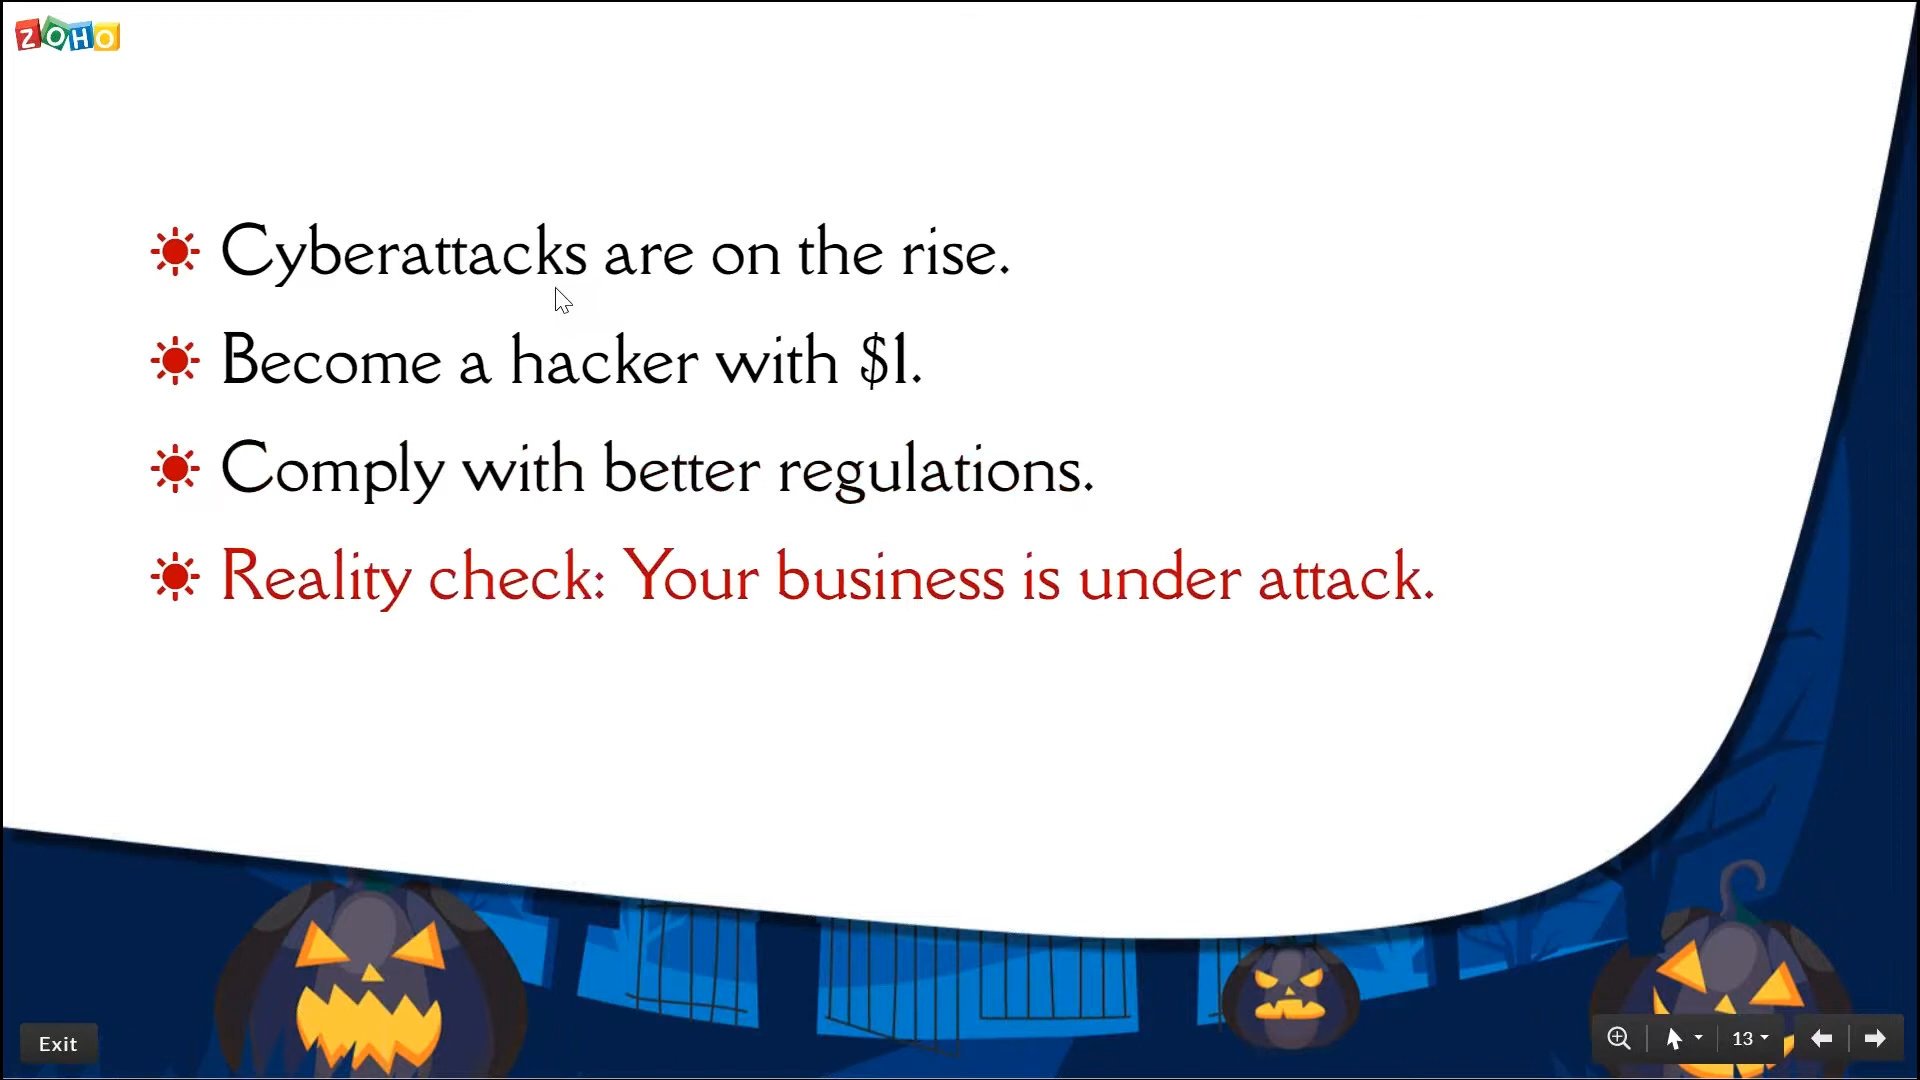 ZOHO
Cyberattacks are on the rise.
Become a hacker with $1.
Comply with better regulations.
Reality check: Your business is under attack.
Exit
13